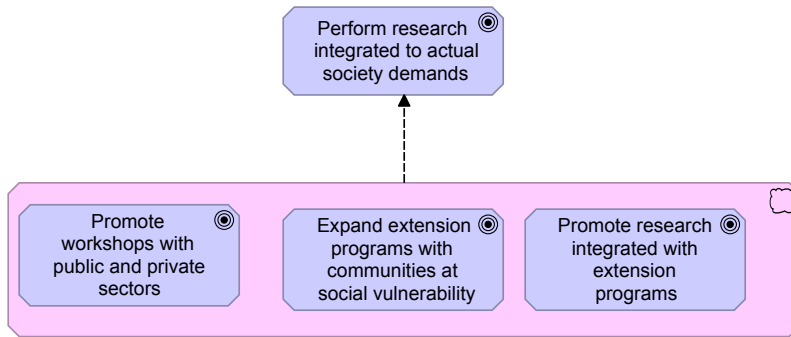 Perform research
integrated to actual
society demands
Promote
workshops with
public and private
sectors
Expand extension
programs with
communities at
social vulnerability
Promote research
integrated with
extension
programs